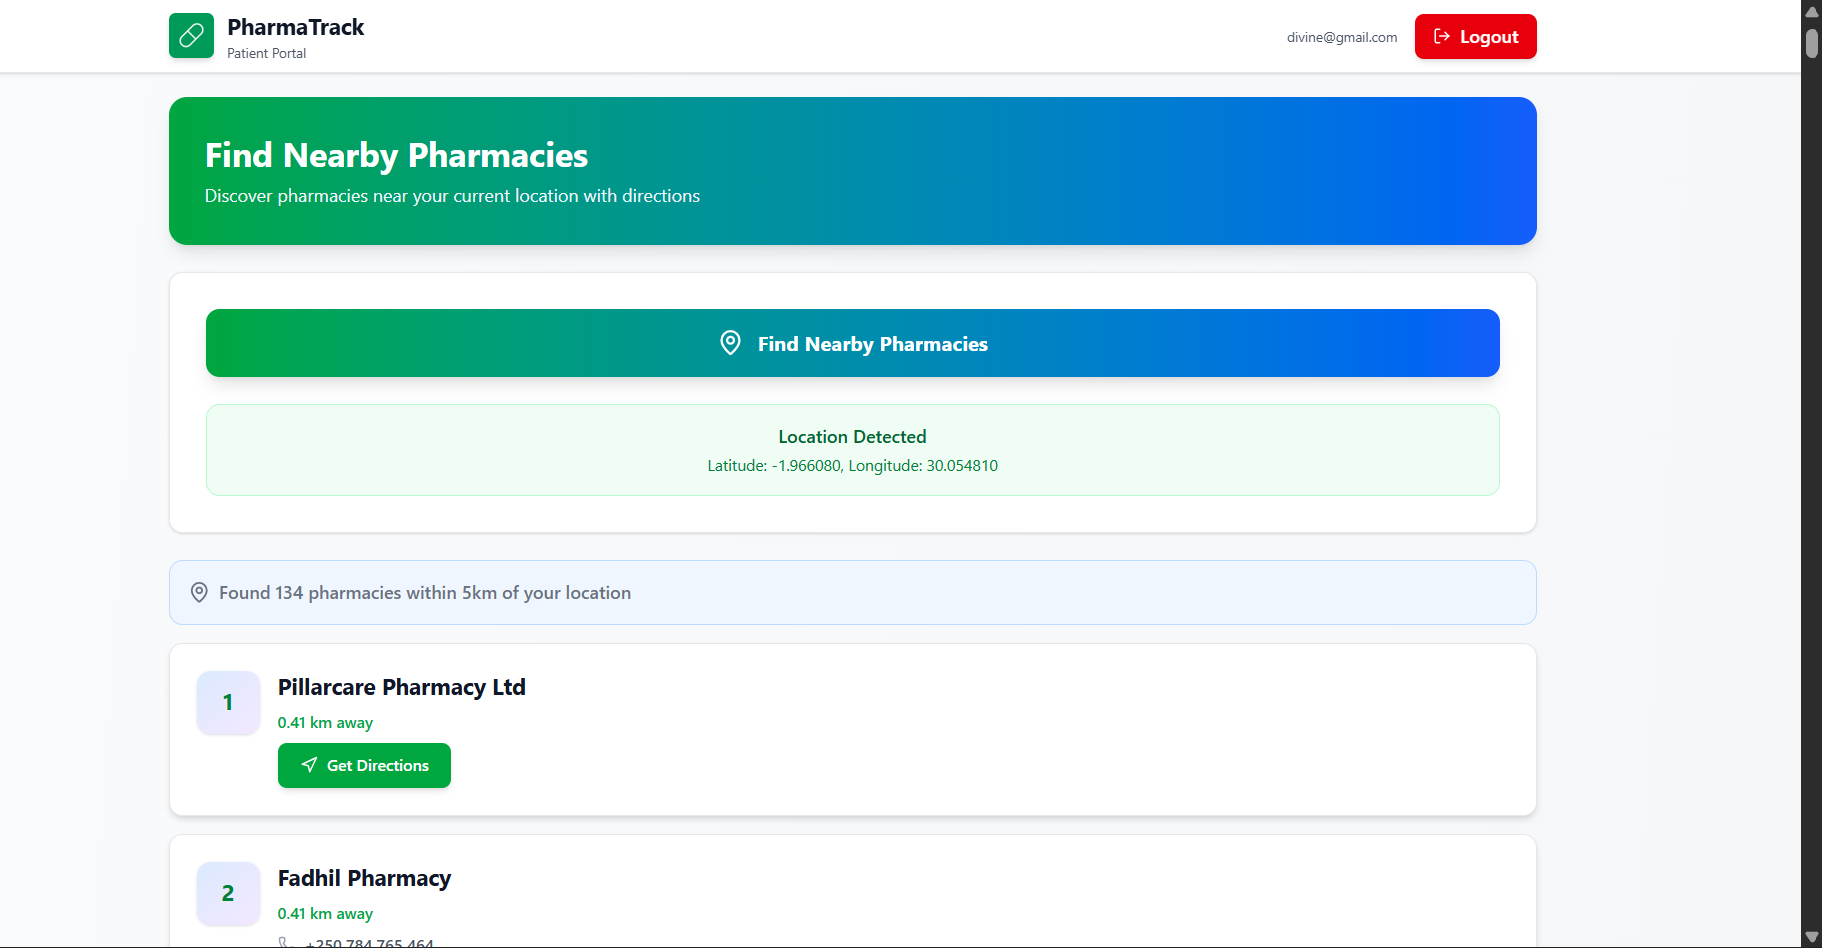 PharmaTrack
Patient Portal
divine@gmail.com
Logout
Find Nearby Pharmacies
Discover pharmacies near your current location with directions
Find Nearby Pharmacies
Location Detected
Latitude: -1.966080, Longitude: 30.054810
Found 134 pharmacies within 5km of your location
1
Pillarcare Pharmacy Ltd
0.41 km away
Get Directions
2
Fadhil Pharmacy
0.41 km away
+250 784 765 464